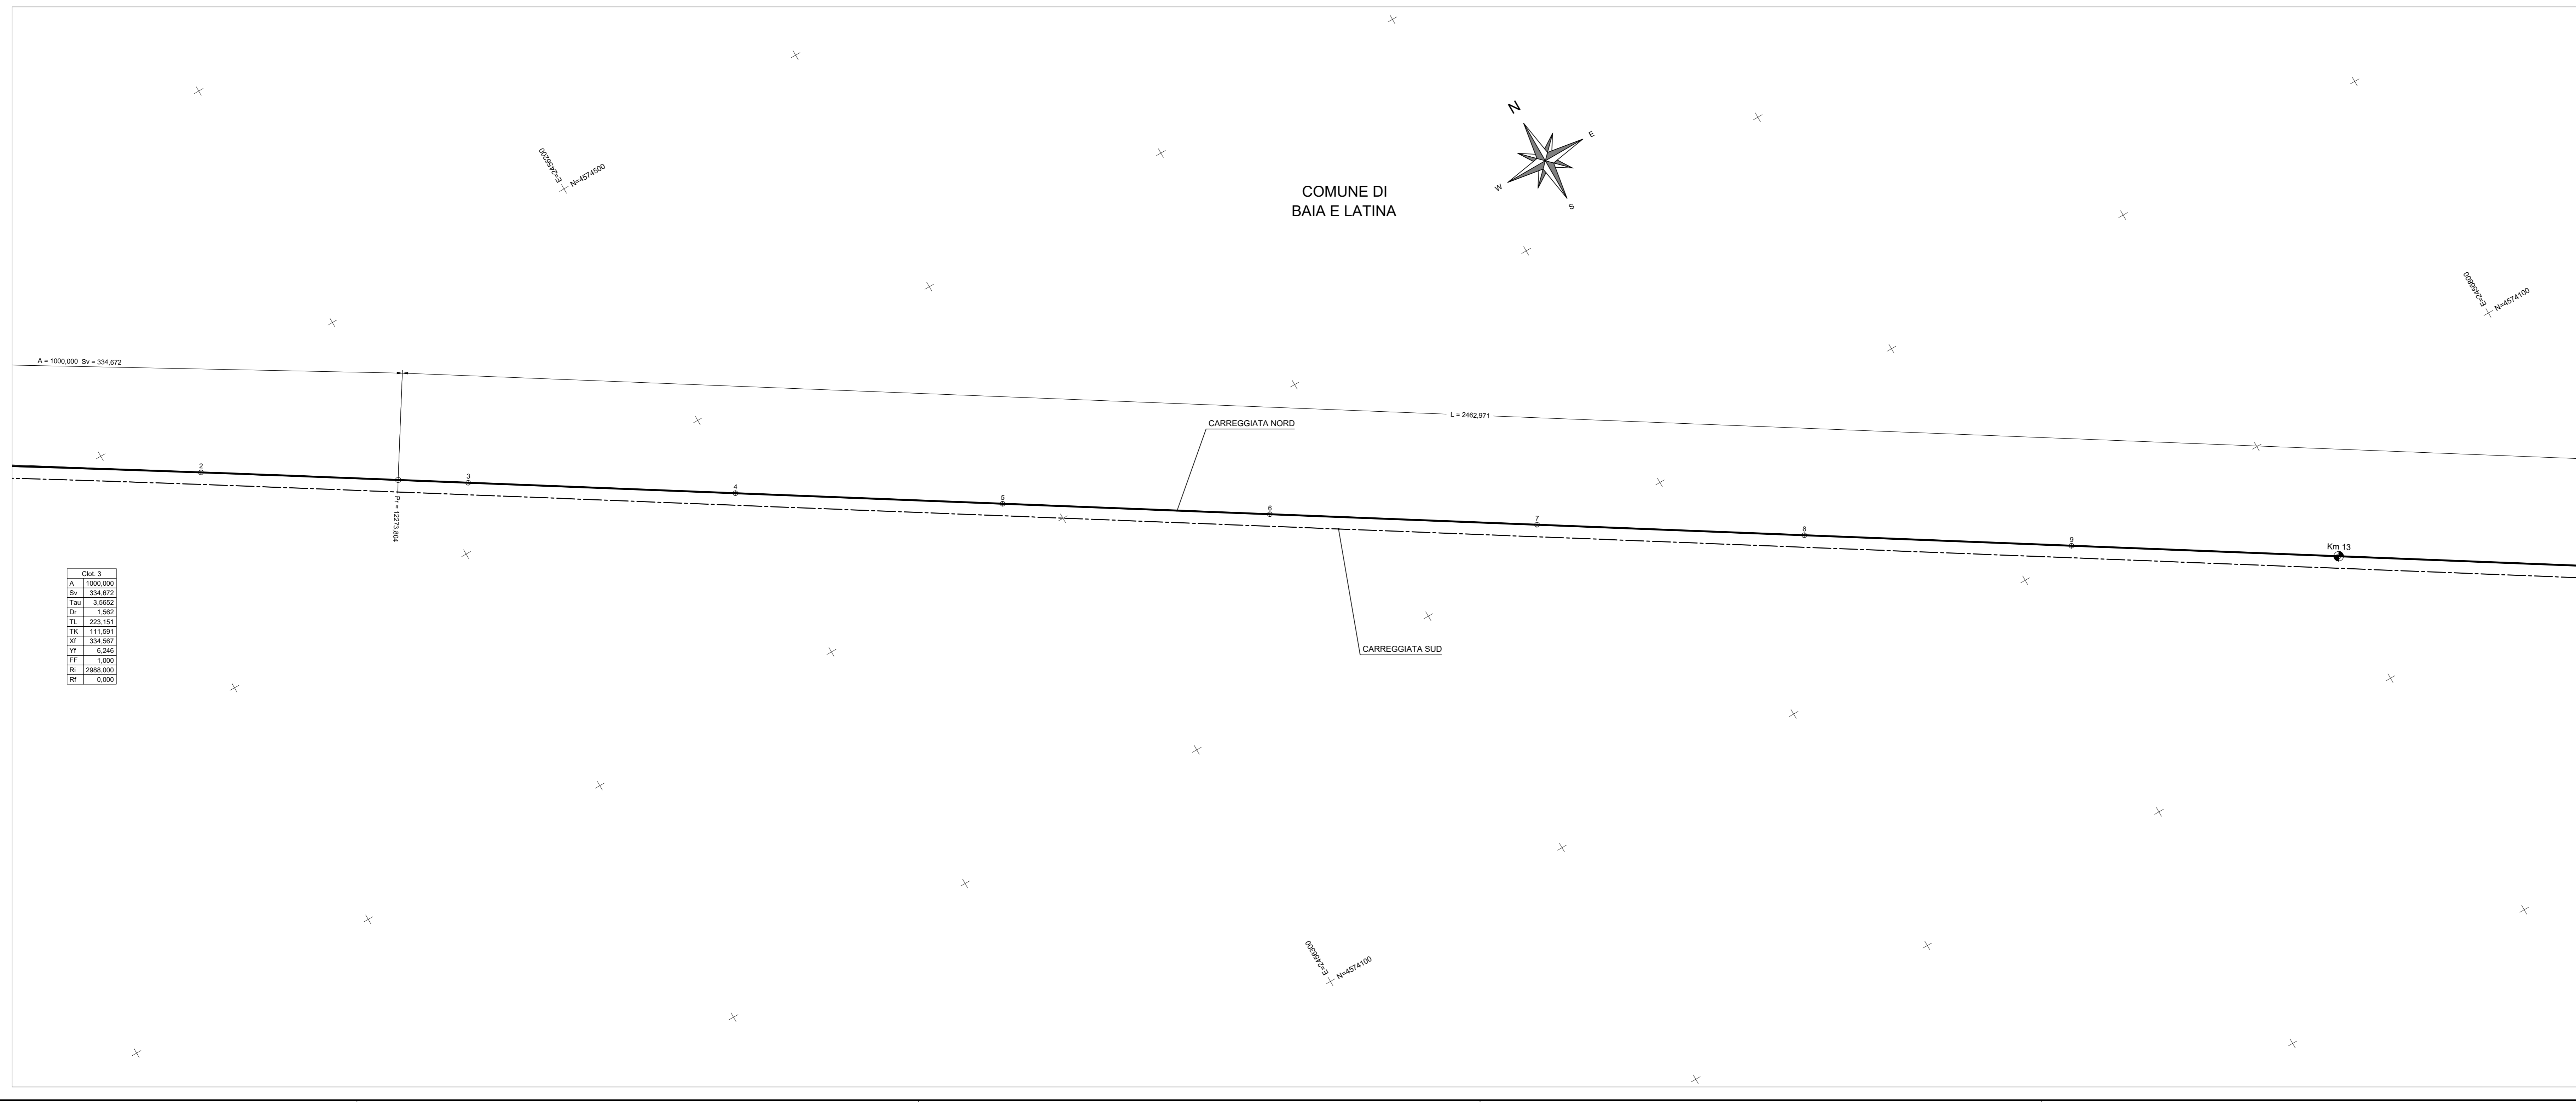 N
E
W
S
E=2456200
N=4574500
COMUNE DI
BAIA E LATINA
E=2456800
N=4574100
A = 1000,000 Sv = 334,672
L = 2462,971
CARREGGIATA NORD
2
3
4
5
6
7
8
9
Km 13
Pr = 12273,804
Clot. 3
A 1000,000
Sv 334,672
Tau 3,5652
Dr 1,562
TL 223,151
TK 111,591
Xf 334,567
Yf 6,246
FF 1,000
Ri 2988,000
Rf 0,000
CARREGGIATA SUD
E=2456300
N=4574100